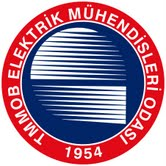 TMMOB ELEKTRİK MÜHENDİSLERİ ODASI
1954